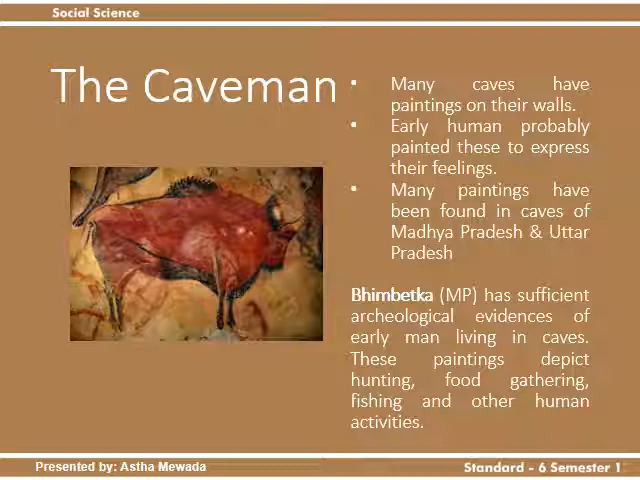 Social Science
The Caveman
• Many caves have
paintings on their walls.
• Early human probably
painted these to express
their feelings.
• Many paintings have
been found in caves of
Madhya Pradesh & Uttar
Pradesh
Bhimbetka (MP) has sufficient
archeological evidences of
early man living in caves.
These paintings depict
hunting, food gathering,
fishing and other human
activities.
Presented by: Astha Mewada
Standard - 6 Semester 1